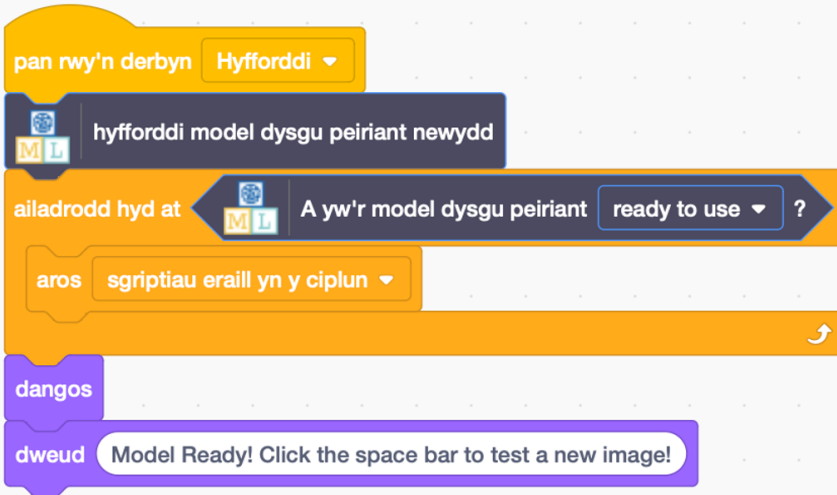 pan rwy'n derbyn Hyfforddi
M L hyfforddi model dysgu peiriant newydd
ailadrodd hyd at M L A yw'r model dysgu peiriant ready to use ?
aros sgriptiau eraill yn y ciplun
dangos
dweud Model Ready! Click the space bar to test a new image!